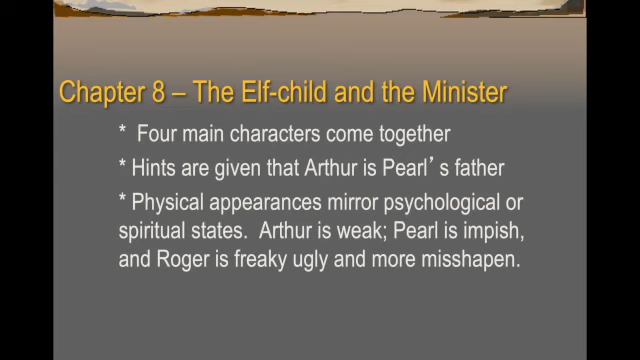 Chapter 8 – The Elf-child and the Minister
* Four main characters come together
* Hints are given that Arthur is Pearl’s father
* Physical appearances mirror psychological or
spiritual states.  Arthur is weak; Pearl is impish,
and Roger is freaky ugly and more misshapen.